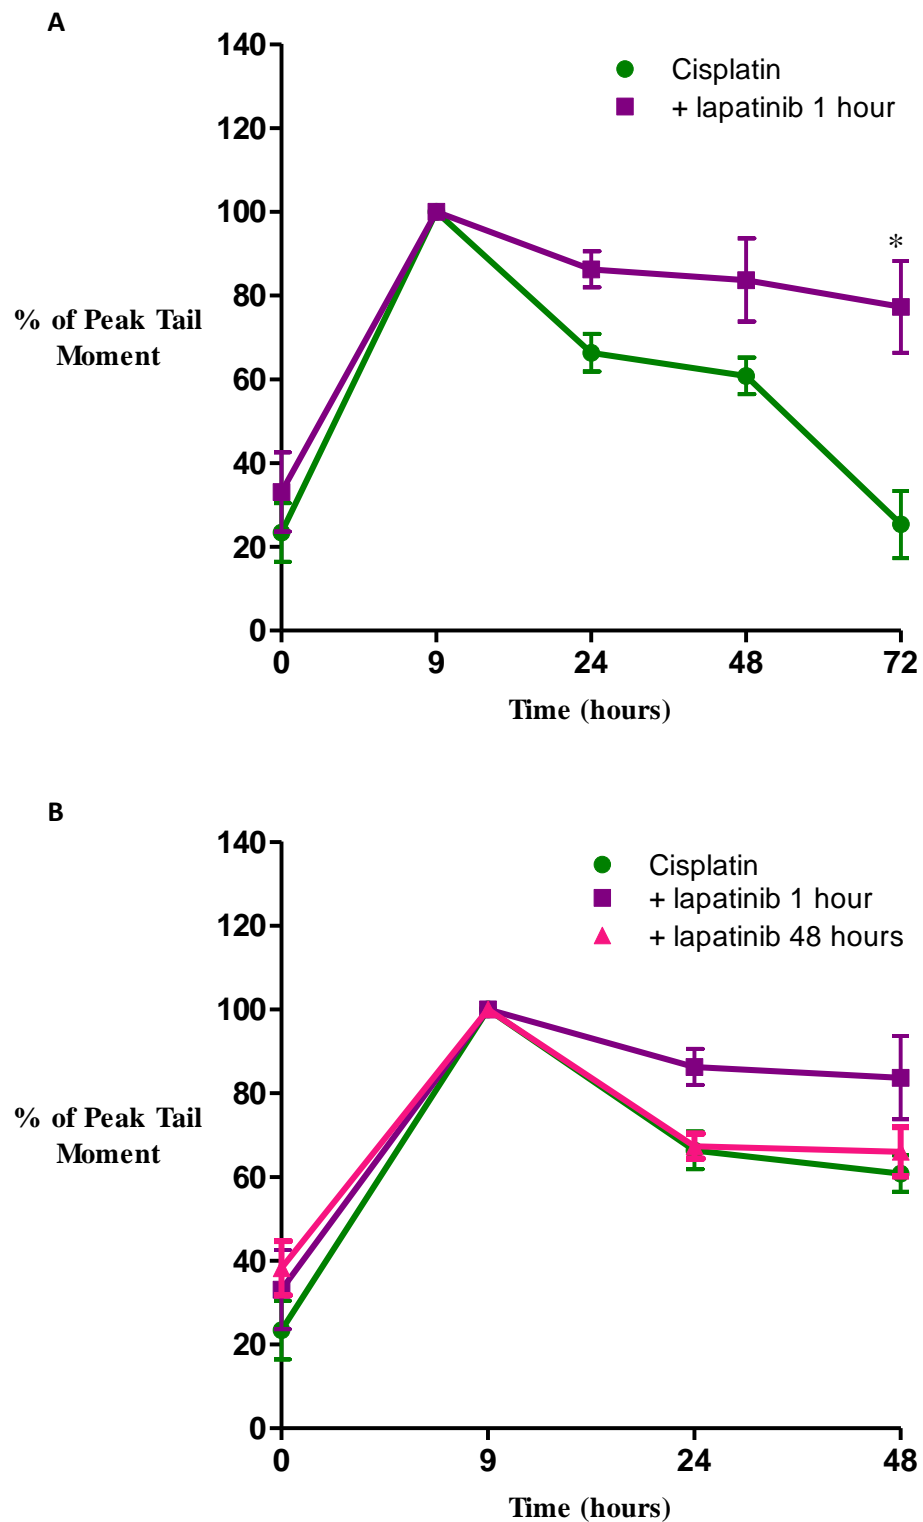 A
140
120
100
80
60
40
20
0
% of Peak Tail
Moment
Cisplatin
+ lapatinib 1 hour
*
0 9 24 48 72
Time (hours)
B
140
120
100
80
60
40
20
0
% of Peak Tail
Moment
Cisplatin
+ lapatinib 1 hour
+ lapatinib 48 hours
0 9 24 48
Time (hours)